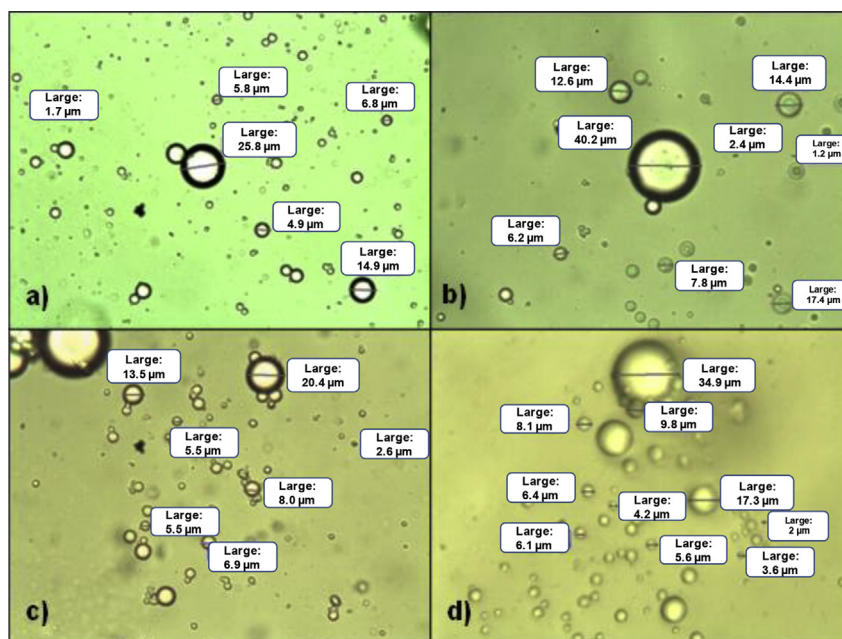 Large:
5.8 µm
Large:
1.7 µm
Large:
6.8 µm
Large:
25.8 µm
Large:
4.9 µm
Large:
14.9 µm
a)
Large:
12.6 µm
Large:
14.4 µm
Large:
40.2 µm
Large:
2.4 µm
Large:
1.2 µm
Large:
6.2 µm
Large:
7.8 µm
Large:
17.4 µm
b)
Large:
13.5 µm
Large:
20.4 µm
Large:
5.5 µm
Large:
2.6 µm
Large:
8.0 µm
Large:
5.5 µm
Large:
6.9 µm
c)
Large:
34.9 µm
Large:
8.1 µm
Large:
9.8 µm
Large:
6.4 µm
Large:
4.2 µm
Large:
17.3 µm
Large:
2 µm
Large:
6.1 µm
Large:
5.6 µm
Large:
3.6 µm
d)